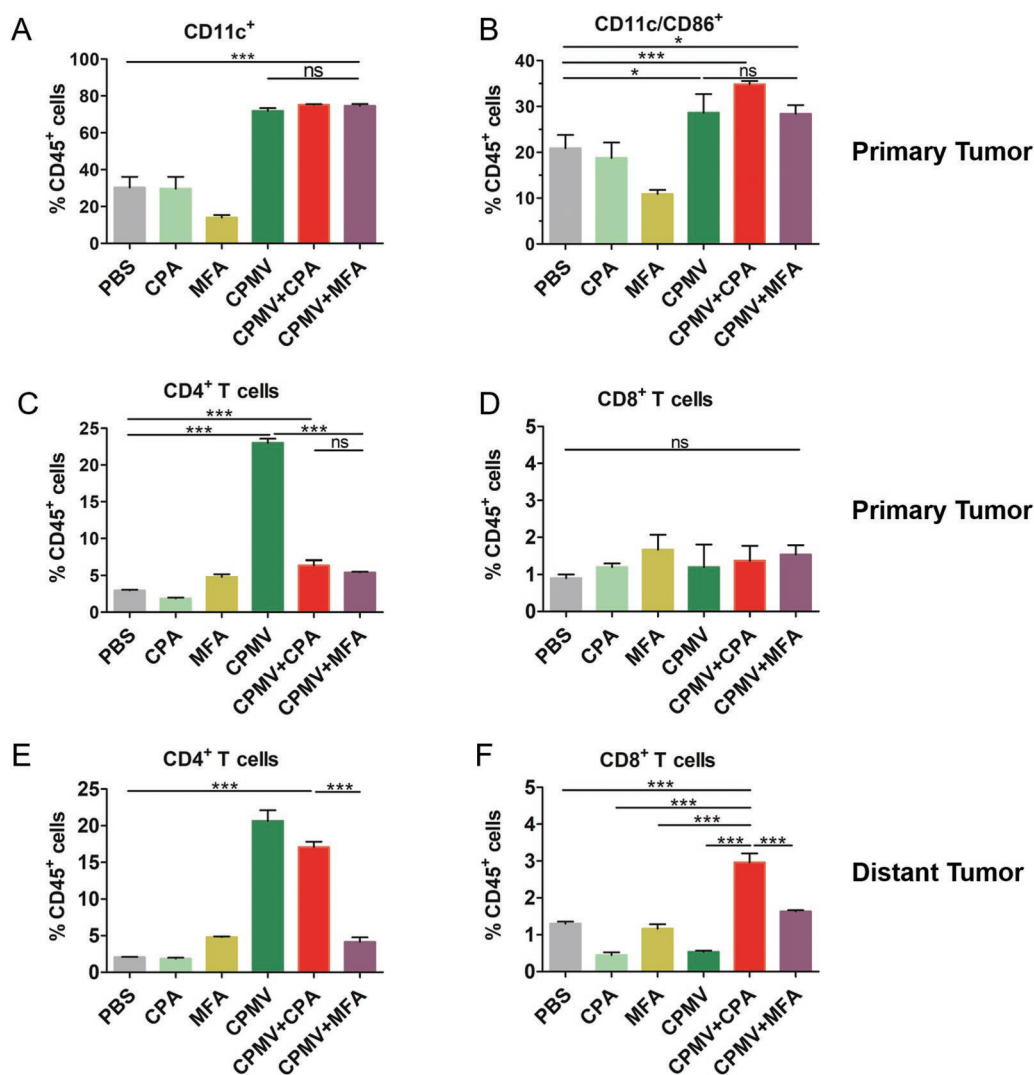 A
CD11c⁺
***
ns
% CD45⁺ cells
100
80
60
40
20
0
PBS
CPA
MFA
CPMV
CPMV+CPA
CPMV+MFA
B
CD11c/CD86⁺
*
***
*
ns
% CD45⁺ cells
40
30
20
10
0
PBS
CPA
MFA
CPMV
CPMV+CPA
CPMV+MFA
Primary Tumor
C
CD4⁺ T cells
***
***
***
ns
% CD45⁺ cells
25
20
15
10
5
0
PBS
CPA
MFA
CPMV
CPMV+CPA
CPMV+MFA
D
CD8⁺ T cells
ns
% CD45⁺ cells
5
4
3
2
1
0
PBS
CPA
MFA
CPMV
CPMV+CPA
CPMV+MFA
Primary Tumor
E
CD4⁺ T cells
***
***
% CD45⁺ cells
25
20
15
10
5
0
PBS
CPA
MFA
CPMV
CPMV+CPA
CPMV+MFA
F
CD8⁺ T cells
***
***
***
***
***
% CD45⁺ cells
5
4
3
2
1
0
PBS
CPA
MFA
CPMV
CPMV+CPA
CPMV+MFA
Distant Tumor